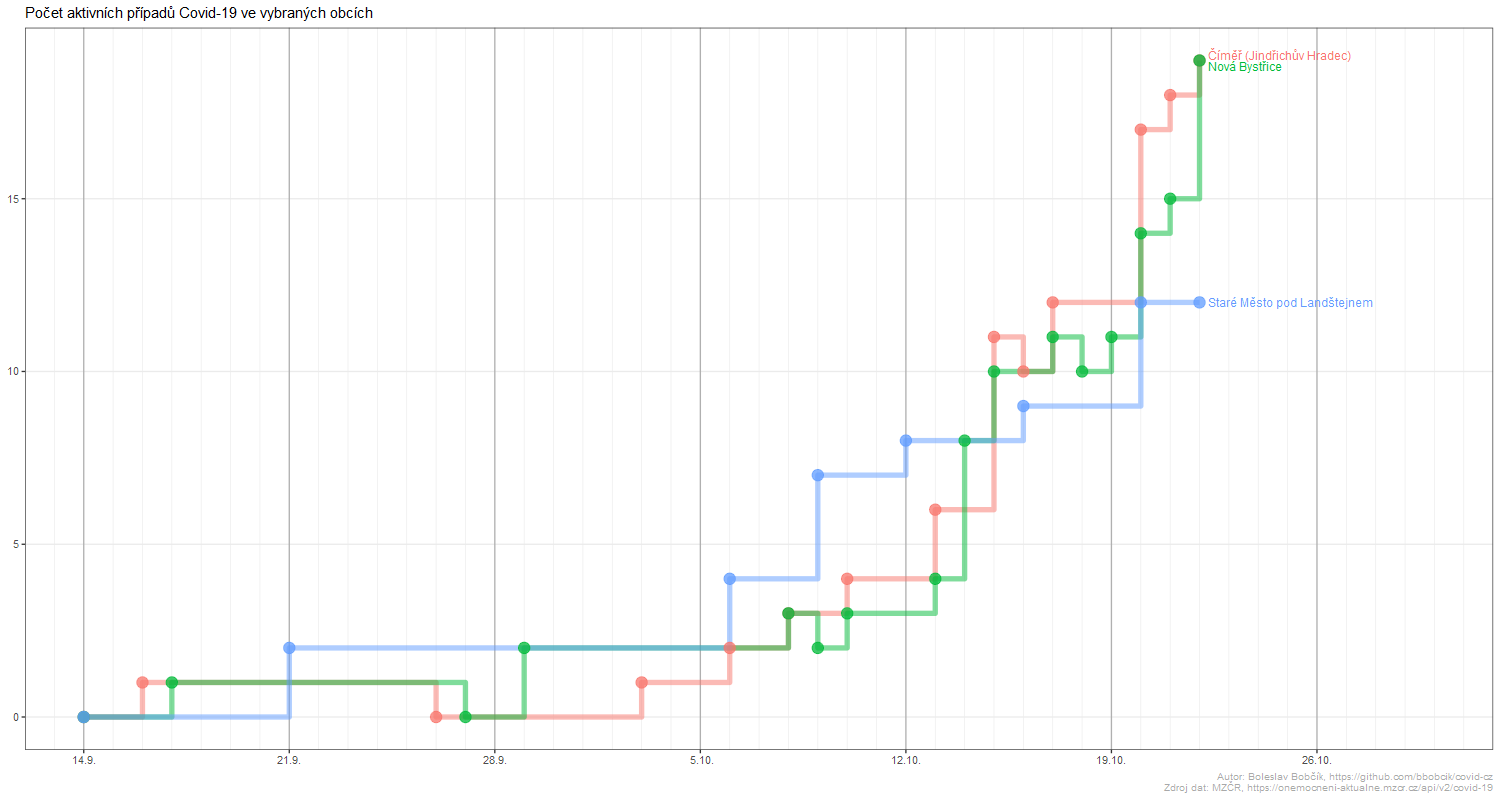 Počet aktivních případů Covid-19 ve vybraných obcích
Číměř (Jindřichův Hradec)
Nová Bystřice
15
Staré Město pod Landštejnem
10
5
0
14.9.
21.9.
28.9.
5.10.
12.10.
19.10.
26.10.
Autor: Boleslav Bobčík, https://github.com/bbobcik/covid-cz
Zdroj dat: MZČR, https://onemocneni-aktualne.mzcr.cz/api/v2/covid-19